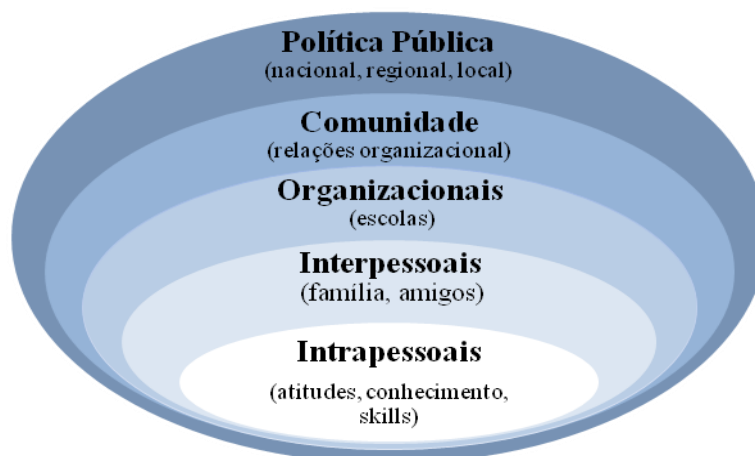 Política Pública
(nacional, regional, local)
Comunidade
(relações organizacional)
Organizacionais
(escolas)
Interpessoais
(família, amigos)
Intrapessoais
(atitudes, conhecimento,
skills)